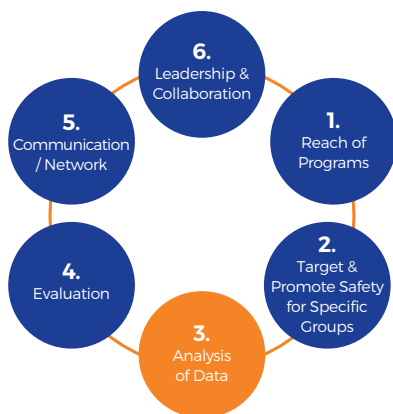 6.
Leadership &
Collaboration
1.
Reach of
Programs
2.
Target &
Promote Safety
for Specific
Groups
3.
Analysis
of Data
4.
Evaluation
5.
Communication
/ Network